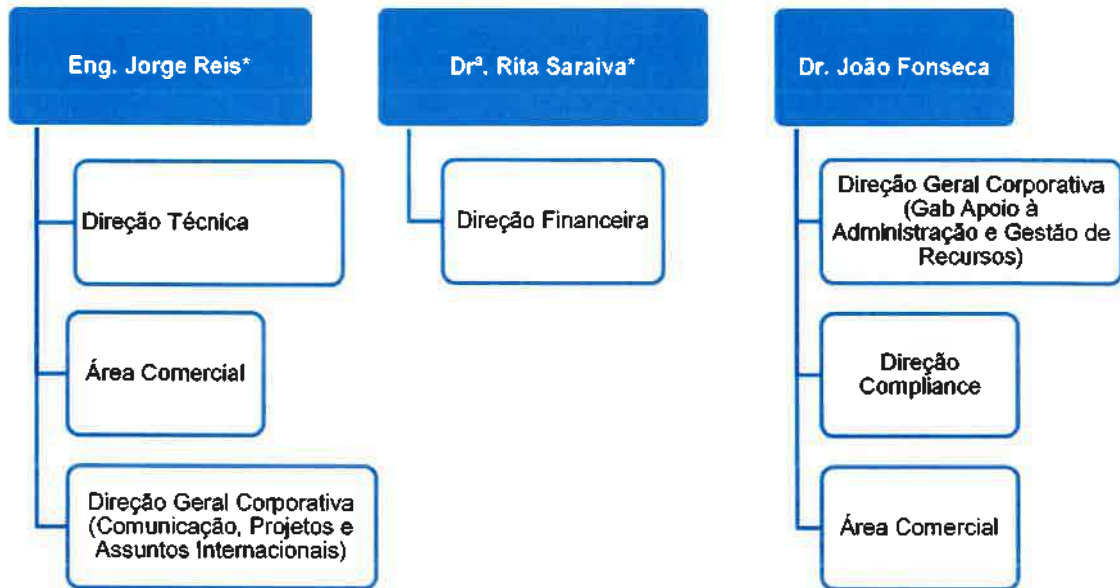 Eng. Jorge Reis*
Direção Técnica
Área Comercial
Direção Geral Corporativa
(Comunicação, Projetos e
Assuntos Internacionais)
Drª. Rita Saraiva*
Direção Financeira
Dr. João Fonseca
Direção Geral Corporativa
(Gab Apoio à
Administração e Gestão de
Recursos)
Direção
Compliance
Área Comercial